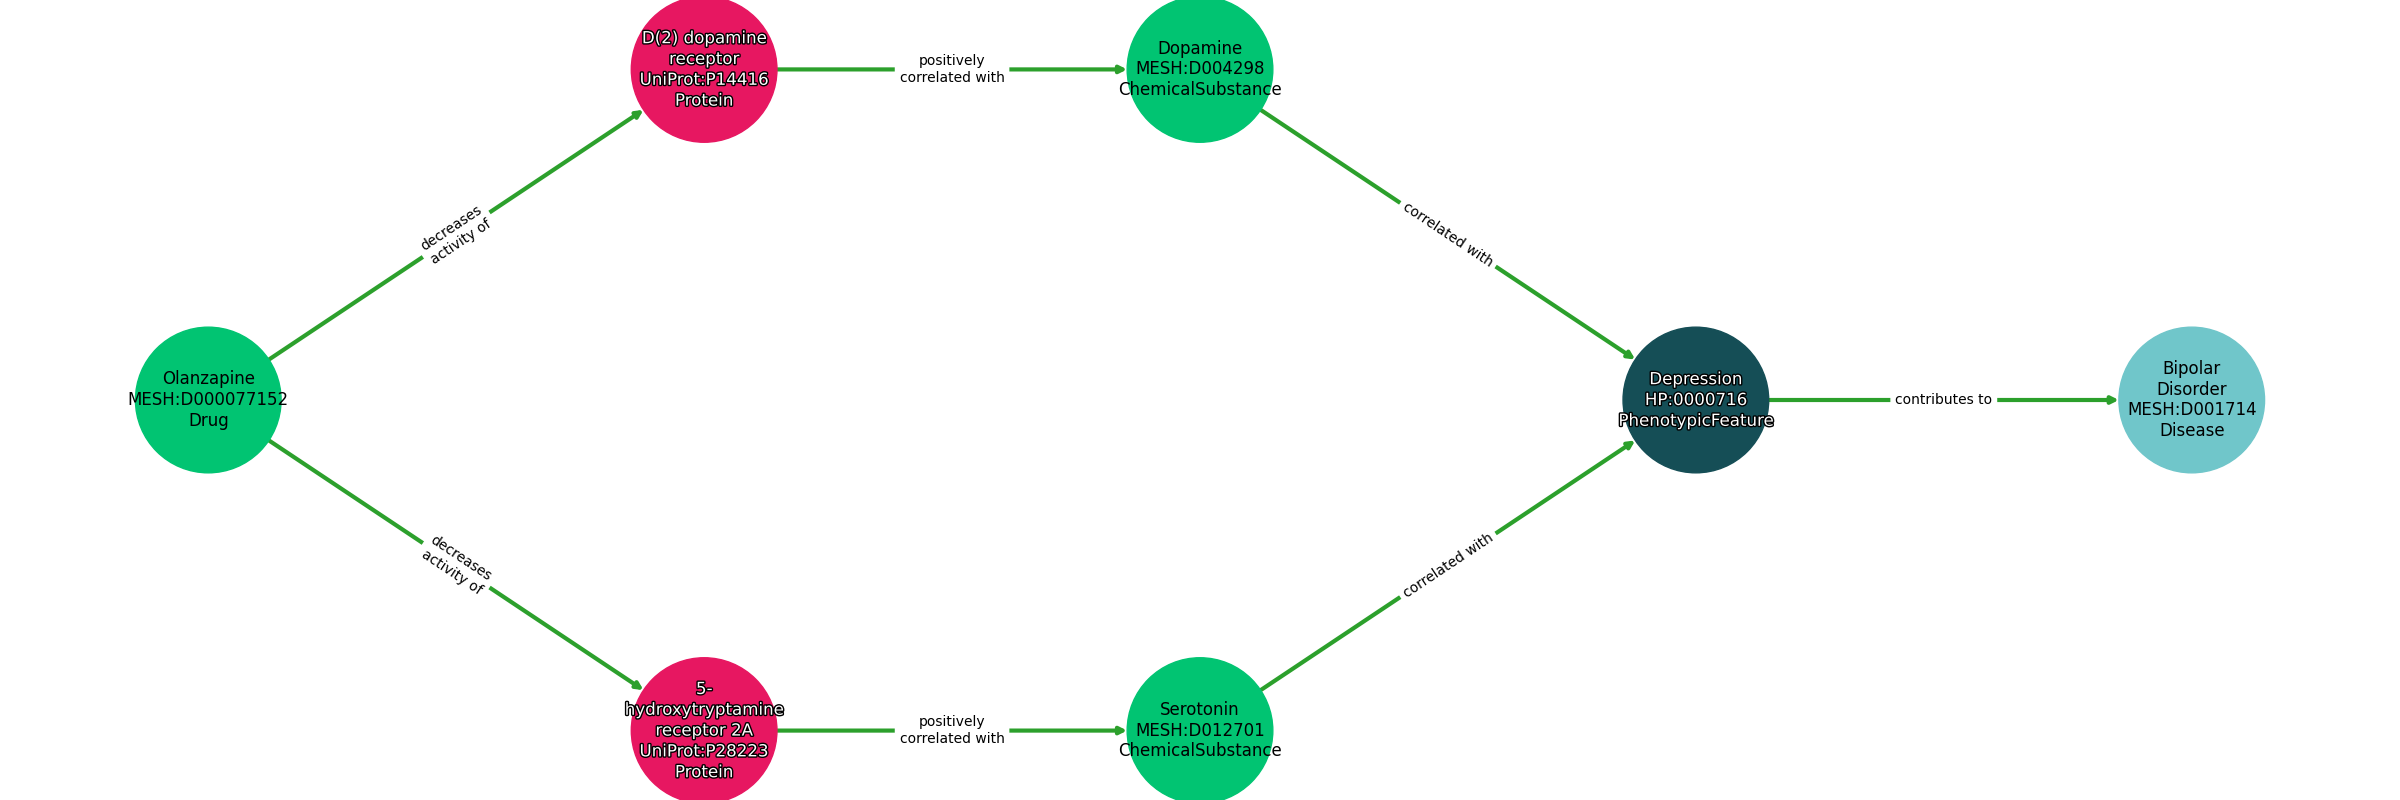 D(2) dopamine
receptor
UniProt:P14416
Protein
positively
correlated with
Dopamine
MESH:D004298
ChemicalSubstance
decreases
activity of
correlated with
Olanzapine
MESH:D000077152
Drug
Depression
HP:0000716
PhenotypicFeature
contributes to
Bipolar
Disorder
MESH:D001714
Disease
decreases
activity of
correlated with
5-
hydroxytryptamine
receptor 2A
UniProt:P28223
Protein
positively
correlated with
Serotonin
MESH:D012701
ChemicalSubstance